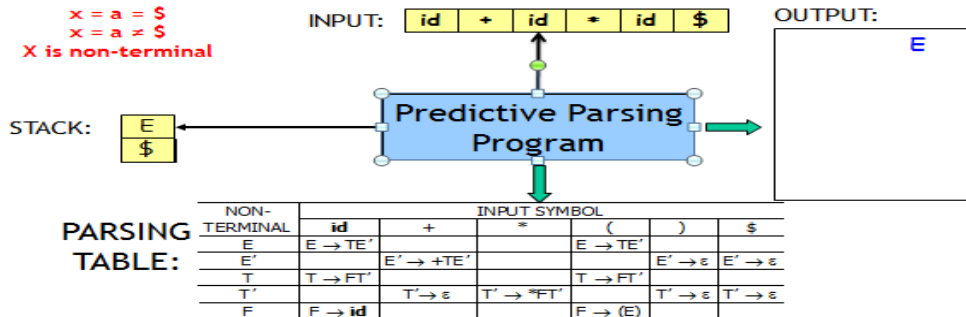 x = a = $
x = a ≠ $
X is non-terminal
INPUT: id + id * id $
OUTPUT:
E
Predictive Parsing
Program
STACK: E
$
PARSING
TABLE:
NON-
TERMINAL
INPUT SYMBOL
id + * ( ) $
E E → TE′ E → TE′
E′ E′ → +TE′ E′ → ε E′ → ε
T T → FT′ T → FT′
T′ T′ → ε T′ → *FT′ T′ → ε T′ → ε
F F → id F → (E)